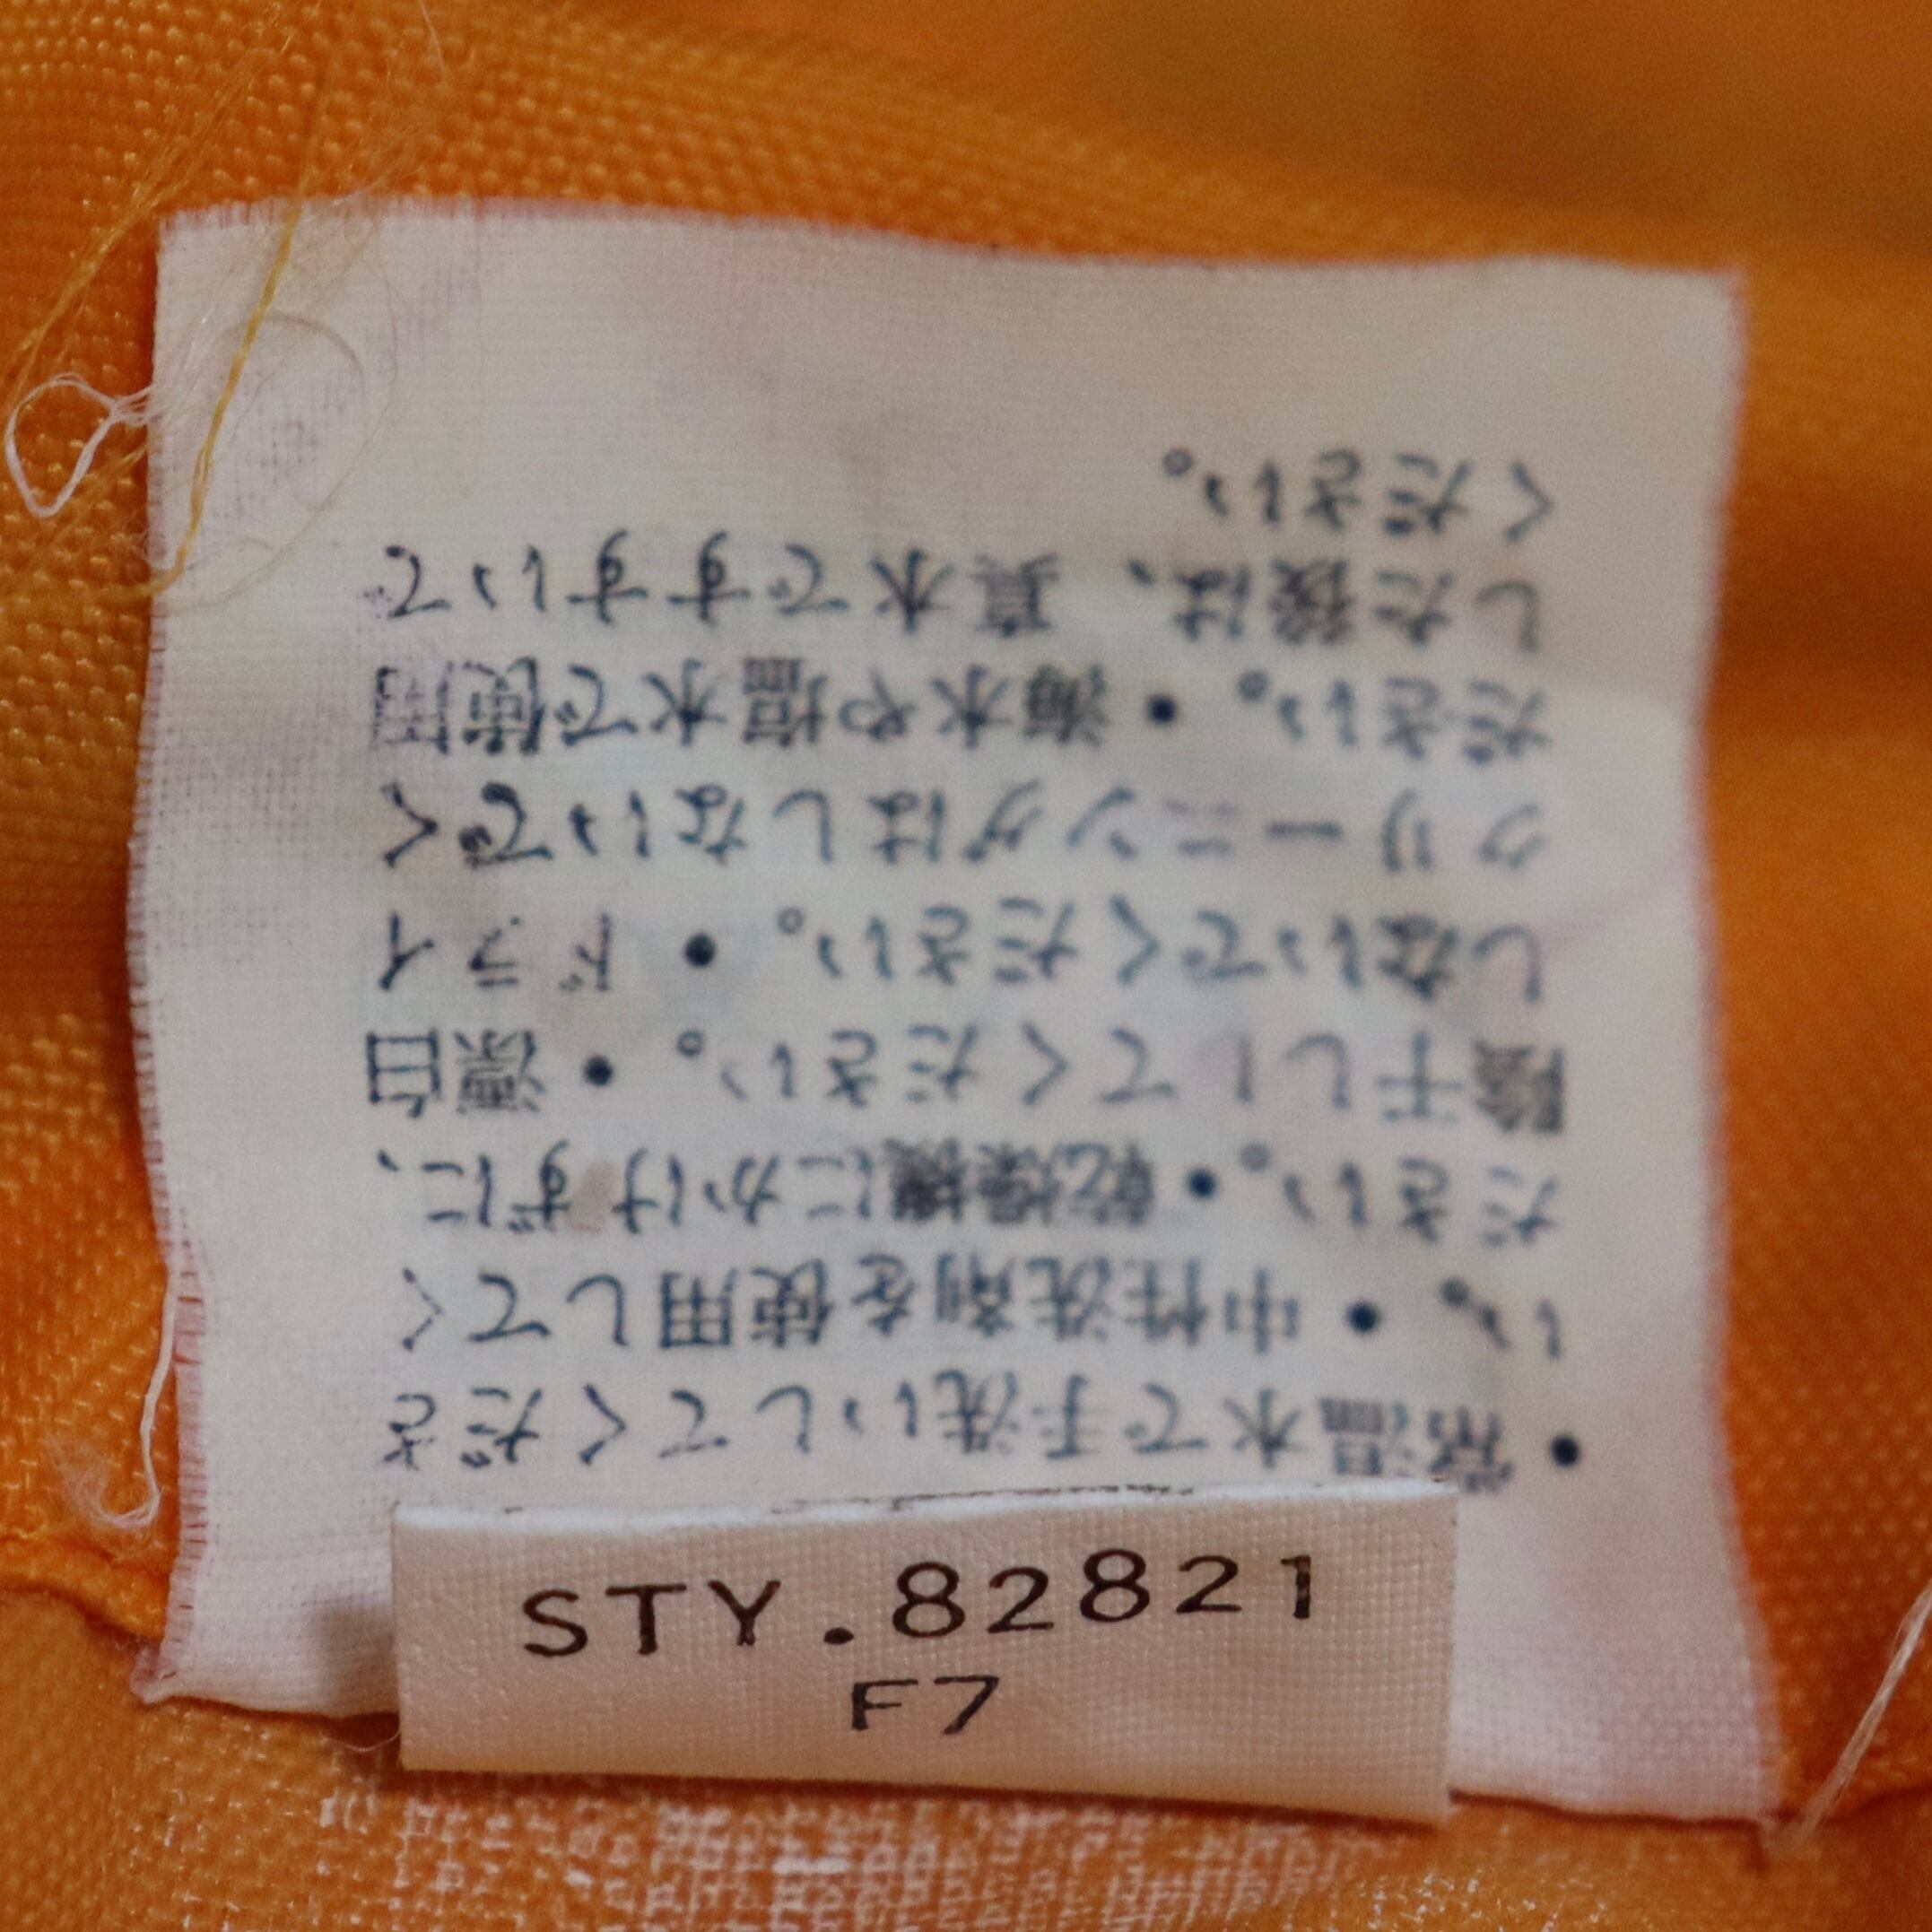 •常温水で手洗いしてくださ
い。•中性洗剤を使用してく
ださい。•乾燥機にかけずに、
陰干ししてください。•漂白
しないでください。•ドライ
クリーニングはしないでく
ださい。•海水や塩水で使用
した後は、真水ですすいで
ください。
STY.82821
F7